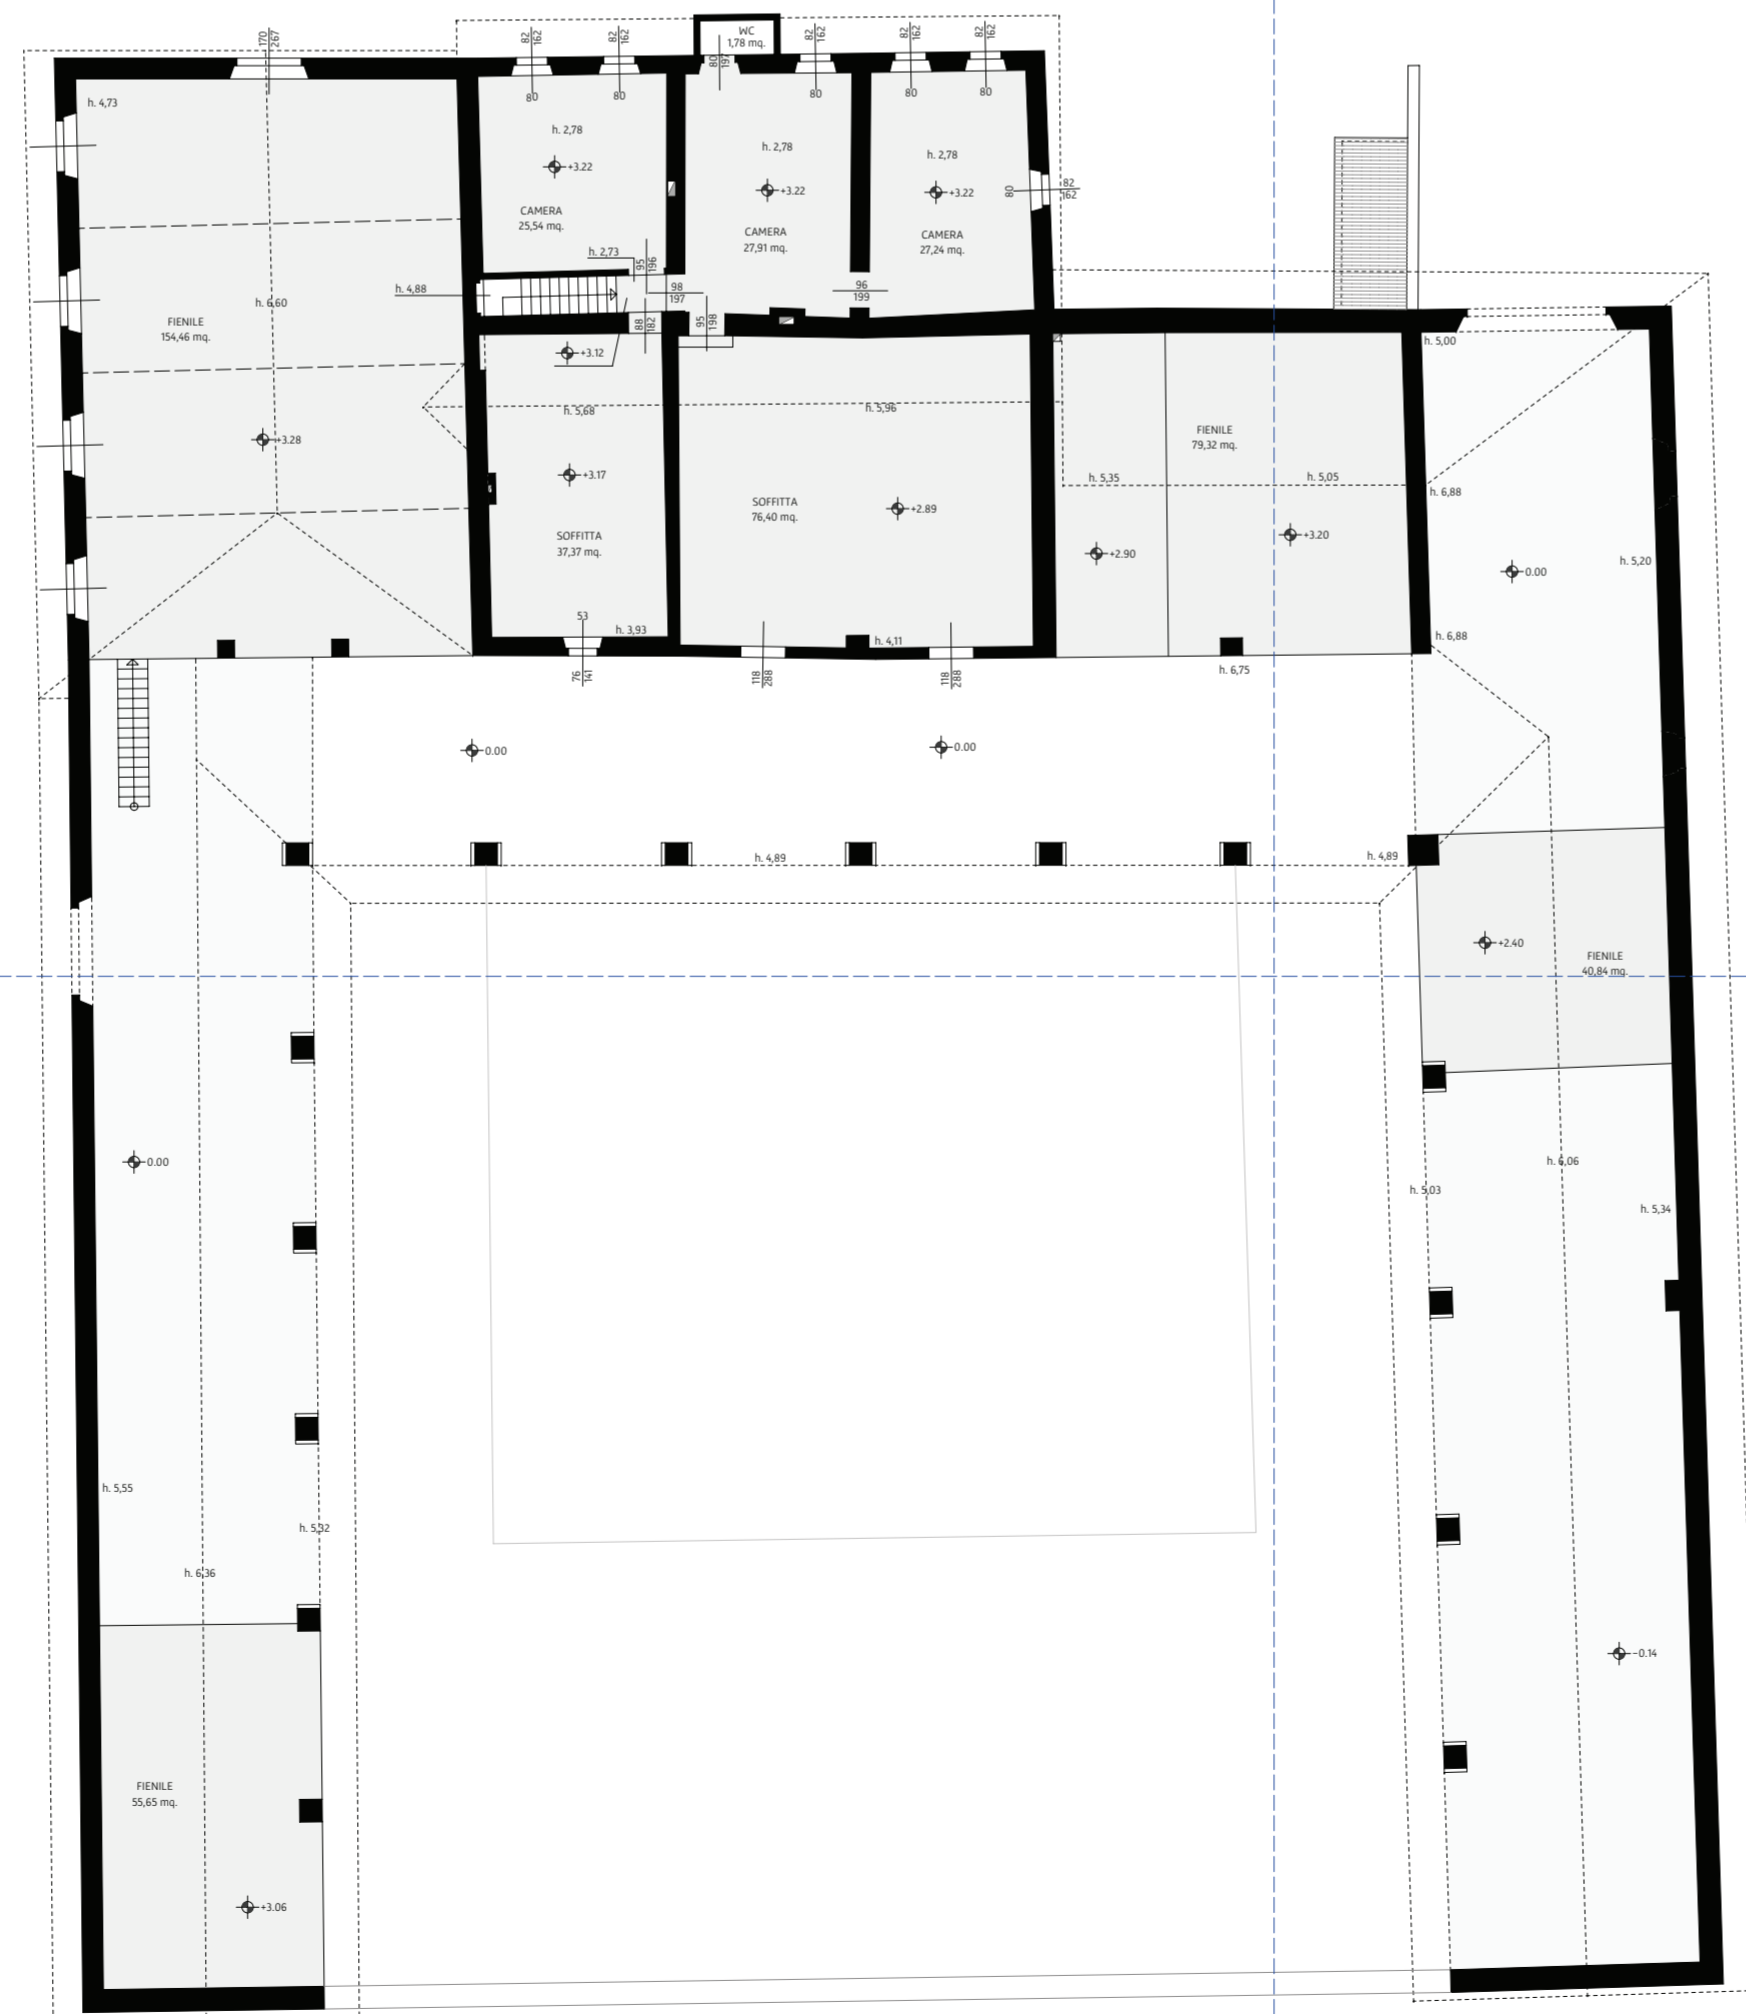 170
267
82
162
82
162
WC
1,78 mq.
80
197
82
162
82
162
82
162
h. 4,73
80
80
80
80
80
h. 2,78
+3.22
h. 2,78
+3.22
h. 2,78
+3.22
82
162
80
CAMERA
25,54 mq.
CAMERA
27,91 mq.
CAMERA
27,24 mq.
h. 2,73
95
196
h. 4,88
98
197
96
199
h. 6,60
FIENILE
154,46 mq.
88
182
95
198
+3.12
h. 5,00
h. 5,68
h. 5,96
FIENILE
79,32 mq.
+3.28
+3.17
h. 5,35
h. 5,05
h. 6,88
SOFFITTA
76,40 mq.
+2.89
SOFFITTA
37,37 mq.
+2.90
+3.20
h. 5,20
0.00
53
h. 3,93
h. 4,11
h. 6,88
76
141
118
288
118
288
h. 6,75
0.00
0.00
h. 4,89
h. 4,89
+2.40
FIENILE
40,84 mq.
0.00
h. 6,06
h. 5,03
h. 5,34
h. 5,55
h. 5,32
h. 6,36
-0.14
FIENILE
55,65 mq.
+3.06